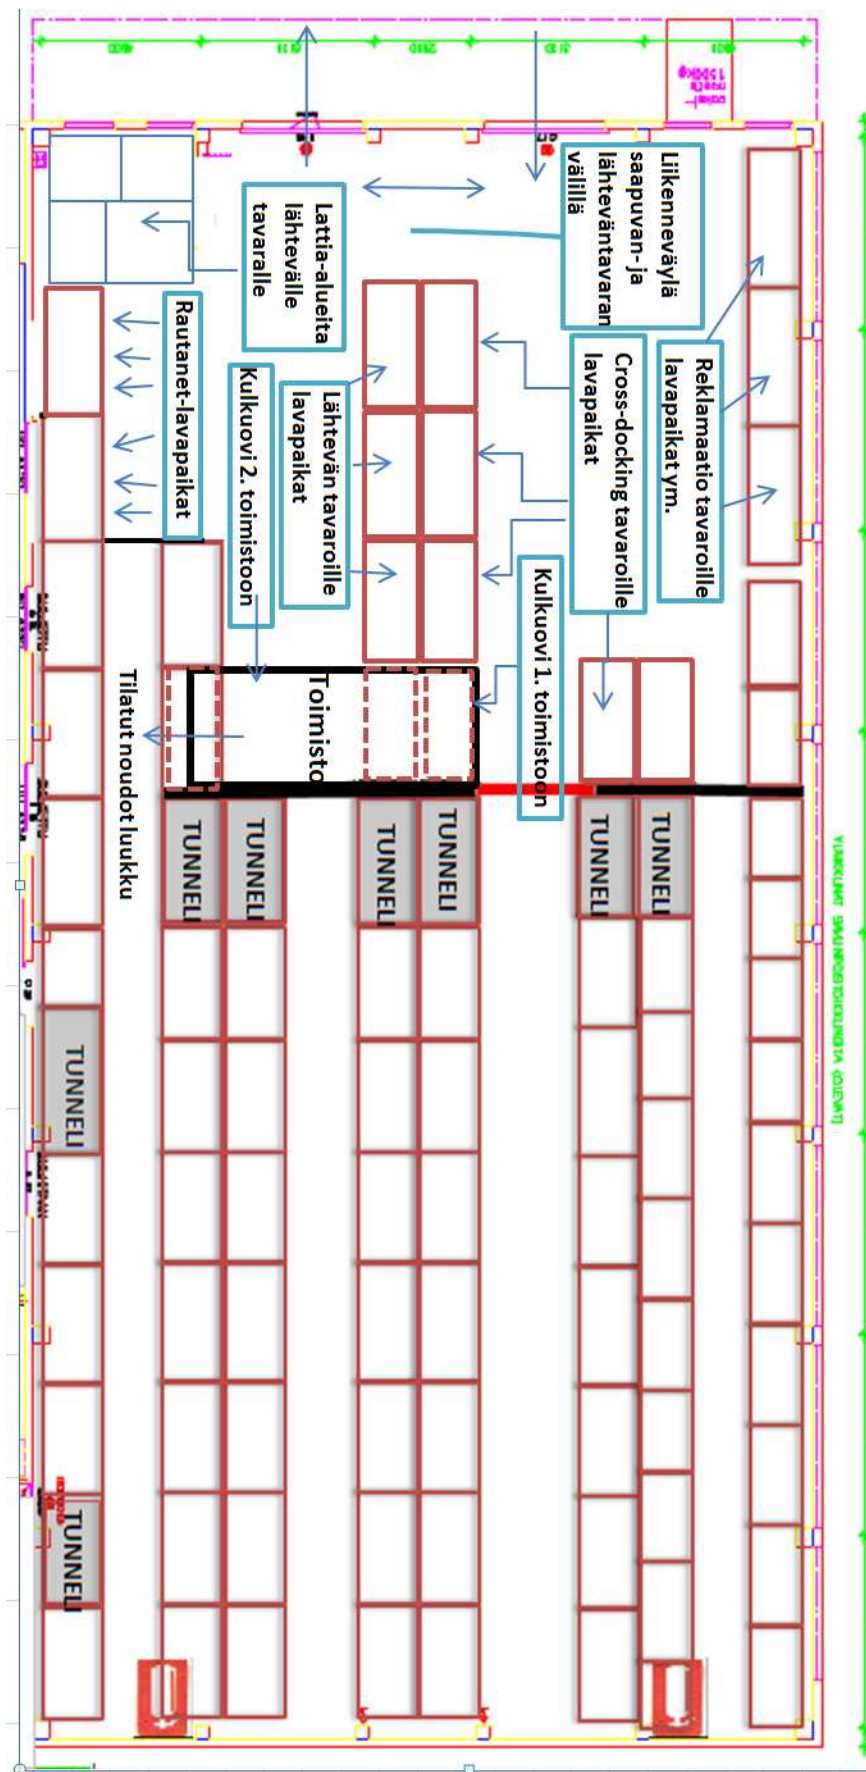 1500kg
Liikenneväylä
saapuvan- ja
lähteväntavaran
välillä
Reklamaatio tavaroille
lavapaikat ym.
Cross-docking tavaroille
lavapaikat
Kulkuovi 1. toimistoon
Lattia-alueita
lähtevälle
tavaralle
Lähtevän tavaroille
lavapaikat
Kulkuovi 2. toimistoon
Rautanet-lavapaikat
Toimisto
Tilatut noudot luukku
TUNNELI
TUNNELI
TUNNELI
TUNNELI
TUNNELI
TUNNELI
TUNNELI
TUNNELI